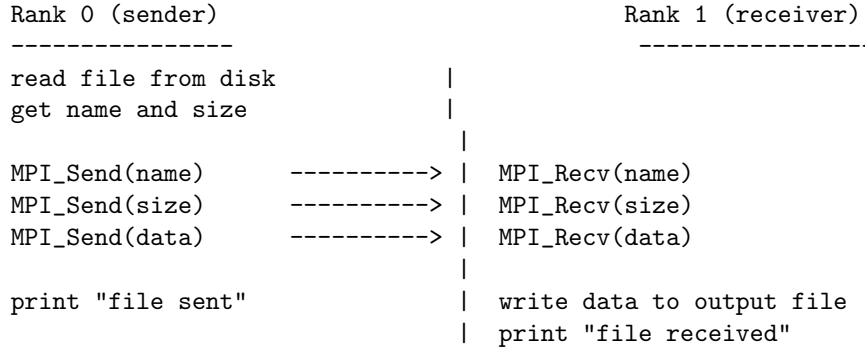 Rank 0 (sender)                              Rank 1 (receiver)
----------------                             -----------------
read file from disk            |
get name and size              |
                                |
MPI_Send(name)      ----------> |  MPI_Recv(name)
MPI_Send(size)      ----------> |  MPI_Recv(size)
MPI_Send(data)      ----------> |  MPI_Recv(data)
                                |
print "file sent"               |  write data to output file
                                |  print "file received"